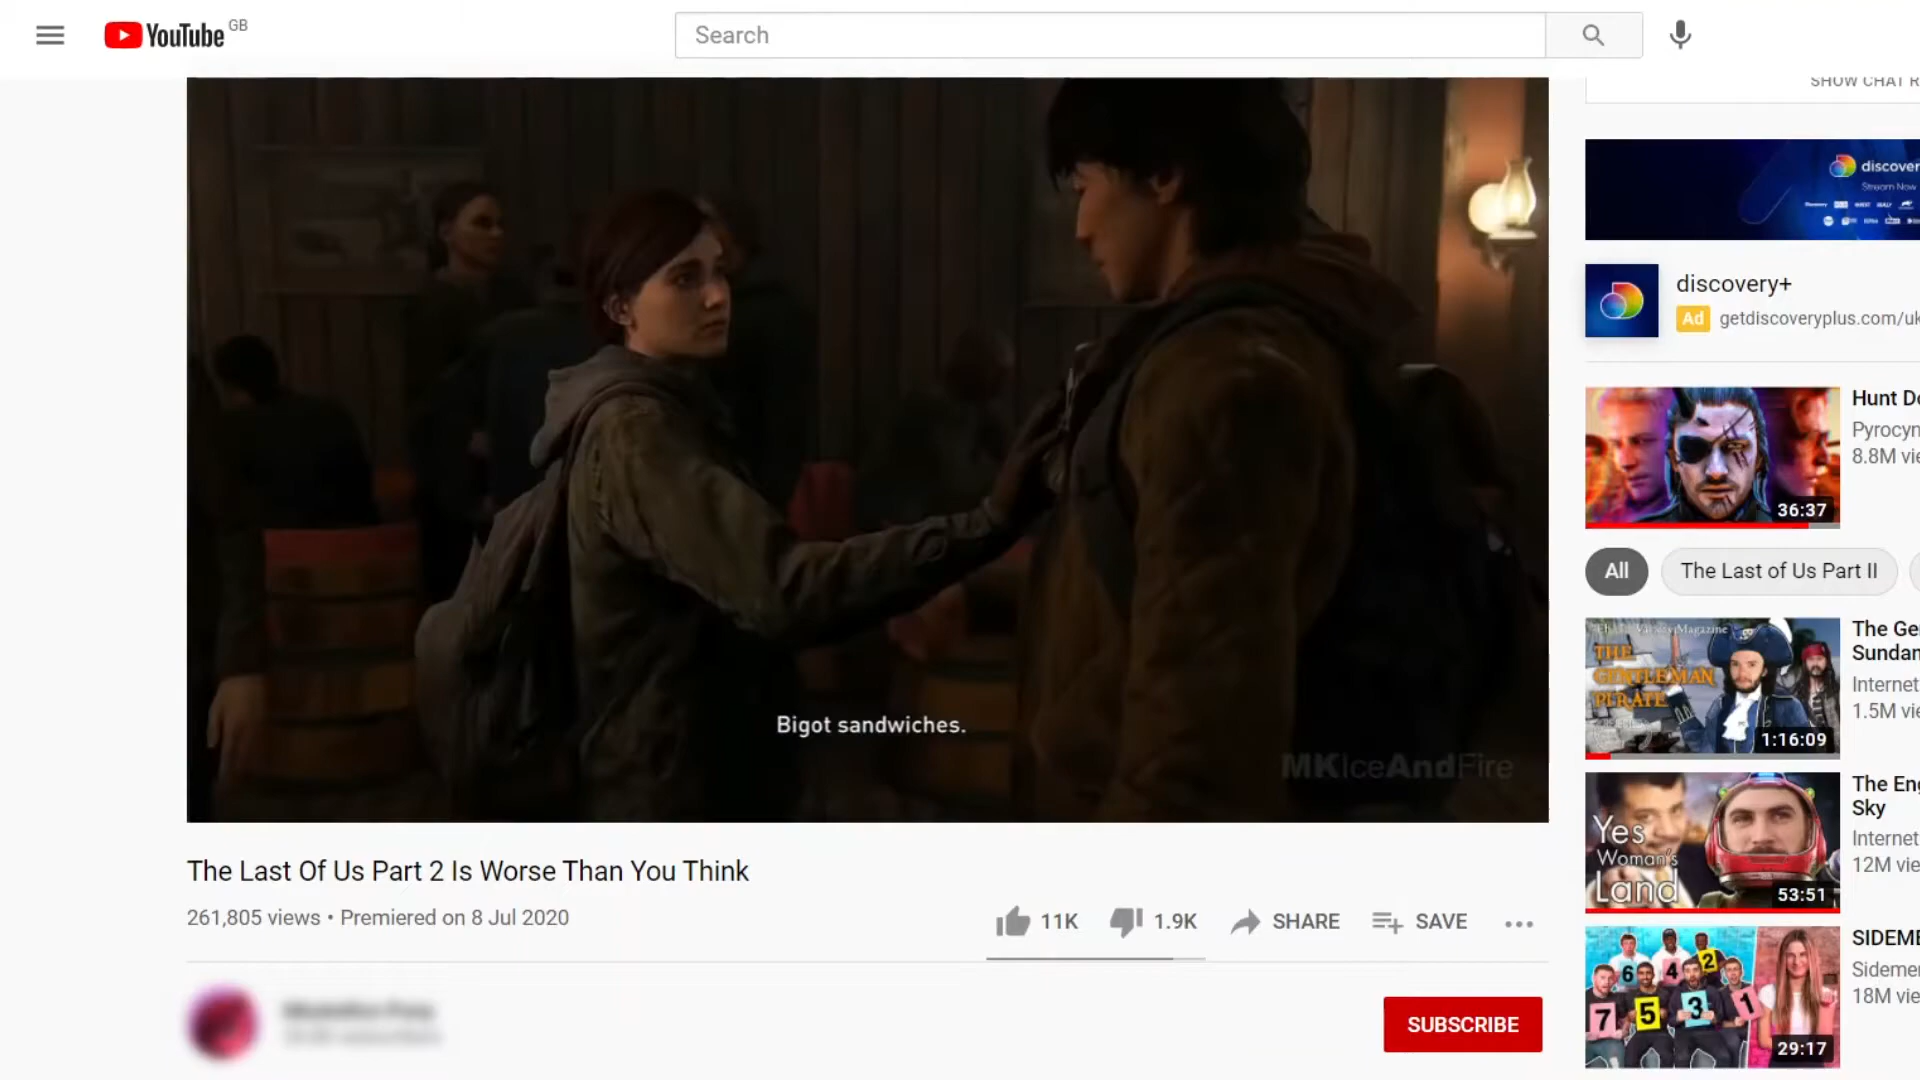 YouTube GB
Search
SHOW CHAT R
discover
Stream Now
discovery+
Ad getdiscoveryplus.com/uk
Hunt Do
Pyrocyn
8.8M vie
36:37
All
The Last of Us Part II
THE
GENTLEMAN
PIRATE
1:16:09
The Ge
Sundan
Internet
1.5M vie
Bigot sandwiches.
MKIceAndFire
Yes
Woman's
Land
53:51
The Eng
Sky
Internet
12M vie
The Last Of Us Part 2 Is Worse Than You Think
261,805 views • Premiered on 8 Jul 2020
11K
1.9K
SHARE
SAVE
SUBSCRIBE
6
4
2
7
5
3
1
29:17
SIDEME
Sidemen
18M vie